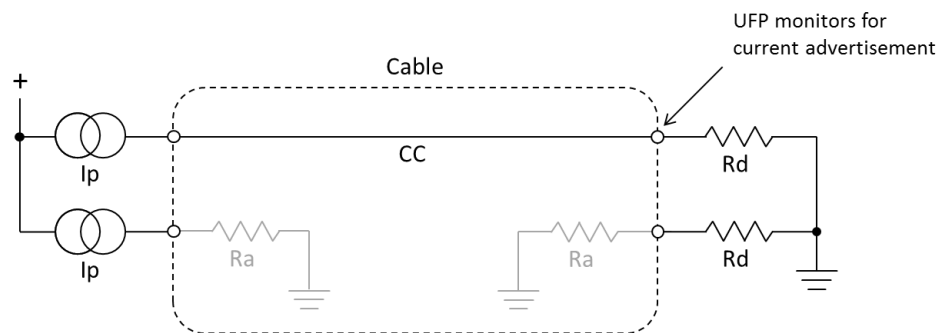 UFP monitors for
current advertisement
Cable
+
Ip
CC
Rd
Ip
Ra
Ra
Rd